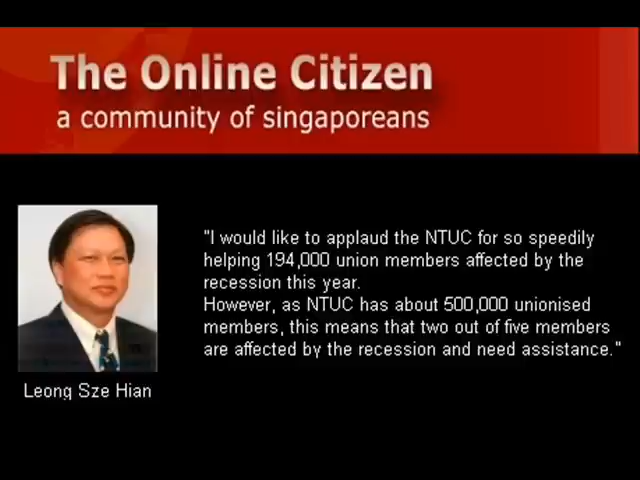 The Online Citizen
a community of singaporeans
"I would like to applaud the NTUC for so speedily
helping 194,000 union members affected by the
recession this year.
However, as NTUC has about 500,000 unionised
members, this means that two out of five members
are affected by the recession and need assistance."
Leong Sze Hian